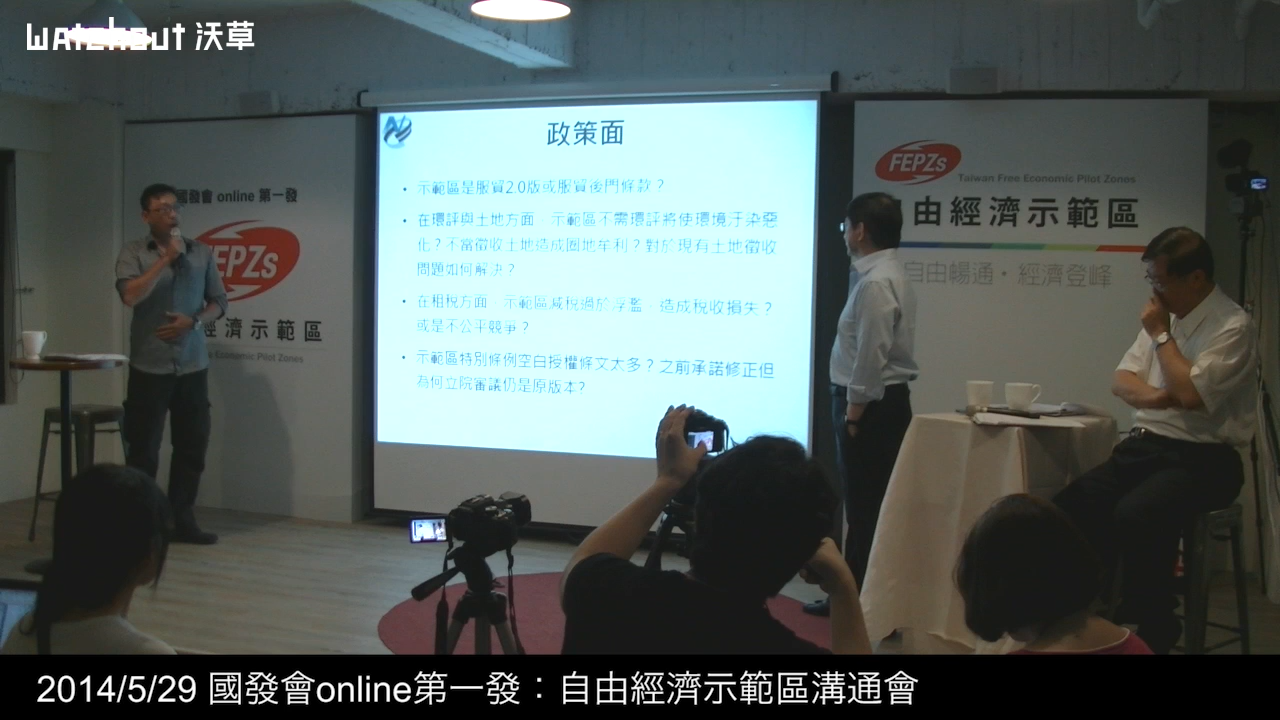 Watchout 沃草
政策面
• 示範區是服貿2.0版或服貿後門條款？
• 在環評與土地方面，示範區不需環評將使環境汙染惡
化？不當徵收土地造成圈地牟利？對於現有土地徵收
問題如何解決？
• 在租稅方面，示範區減稅過於浮濫，造成稅收損失？
或是不公平競爭？
• 示範區特別條例空白授權條文太多？之前承諾修正但
為何立院審議仍是原版本?
國發會 online 第一發
FEPZs
經濟示範區
Economic Pilot Zones
FEPZs
Taiwan Free Economic Pilot Zones
自由經濟示範區
自由暢通・經濟登峰
2014/5/29 國發會online第一發：自由經濟示範區溝通會